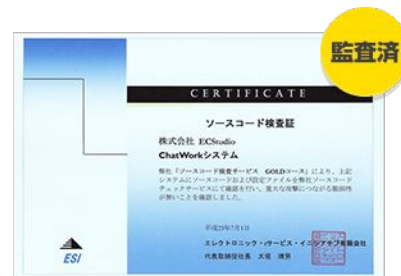 監査済
CERTIFICATE
ソースコード検査証
株式会社 ECStudio
ChatWorkシステム
弊社「ソースコード検査サービス GOLDコース」により、上記
システムにソースコードおよび設定ファイルを弊社ソースコード
チェックサービスにて確認を行い、重大な攻撃につながる脆弱性
が無いことを確認しました。
平成23年7月1日
エレクトロニック・サービス・イニシアチブ有限会社
代表取締役社長 大垣 靖男
ESI